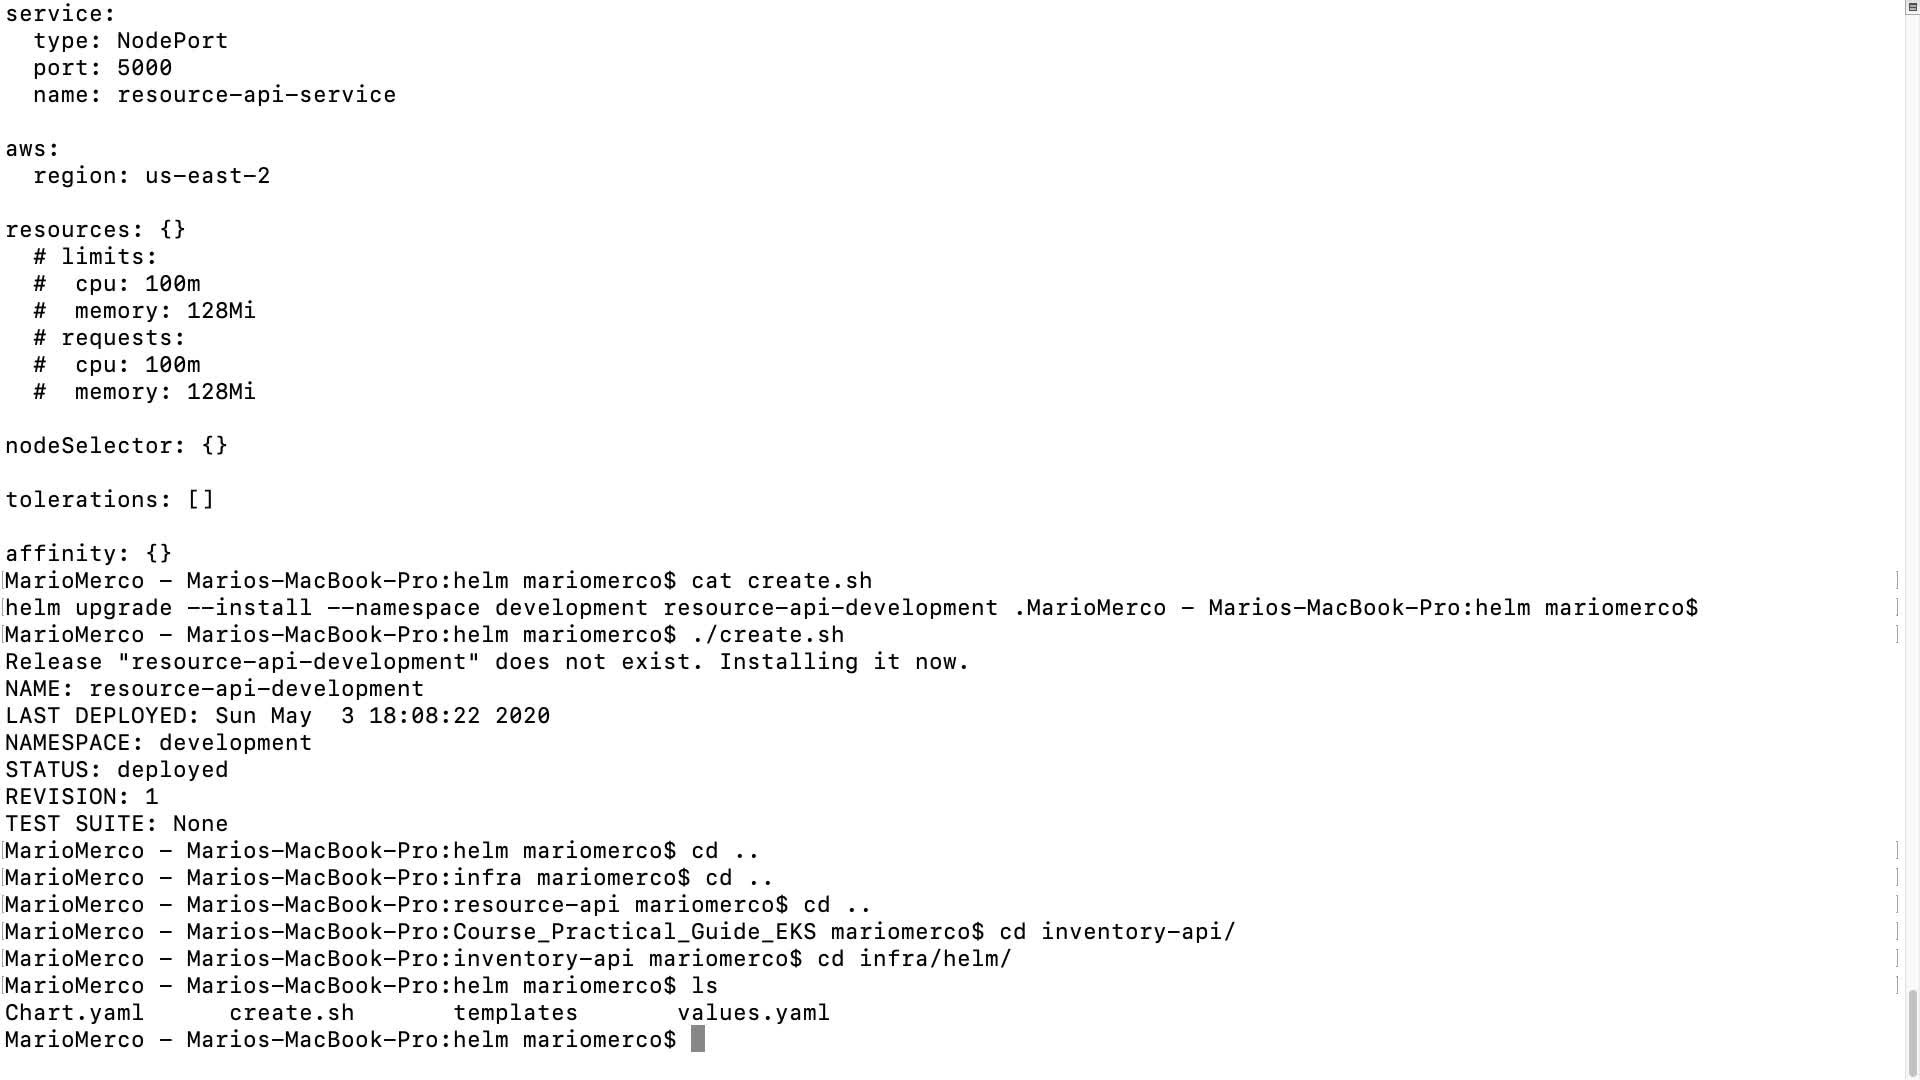 service:
  type: NodePort
  port: 5000
  name: resource-api-service

aws:
  region: us-east-2

resources: {}
  # limits:
  #  cpu: 100m
  #  memory: 128Mi
  # requests:
  #  cpu: 100m
  #  memory: 128Mi

nodeSelector: {}

tolerations: []

affinity: {}
MarioMerco - Marios-MacBook-Pro:helm mariomerco$ cat create.sh
helm upgrade --install --namespace development resource-api-development .MarioMerco - Marios-MacBook-Pro:helm mariomerco$
MarioMerco - Marios-MacBook-Pro:helm mariomerco$ ./create.sh
Release "resource-api-development" does not exist. Installing it now.
NAME: resource-api-development
LAST DEPLOYED: Sun May  3 18:08:22 2020
NAMESPACE: development
STATUS: deployed
REVISION: 1
TEST SUITE: None
MarioMerco - Marios-MacBook-Pro:helm mariomerco$ cd ..
MarioMerco - Marios-MacBook-Pro:infra mariomerco$ cd ..
MarioMerco - Marios-MacBook-Pro:resource-api mariomerco$ cd ..
MarioMerco - Marios-MacBook-Pro:Course_Practical_Guide_EKS mariomerco$ cd inventory-api/
MarioMerco - Marios-MacBook-Pro:inventory-api mariomerco$ cd infra/helm/
MarioMerco - Marios-MacBook-Pro:helm mariomerco$ ls
Chart.yaml      create.sh       templates       values.yaml
MarioMerco - Marios-MacBook-Pro:helm mariomerco$